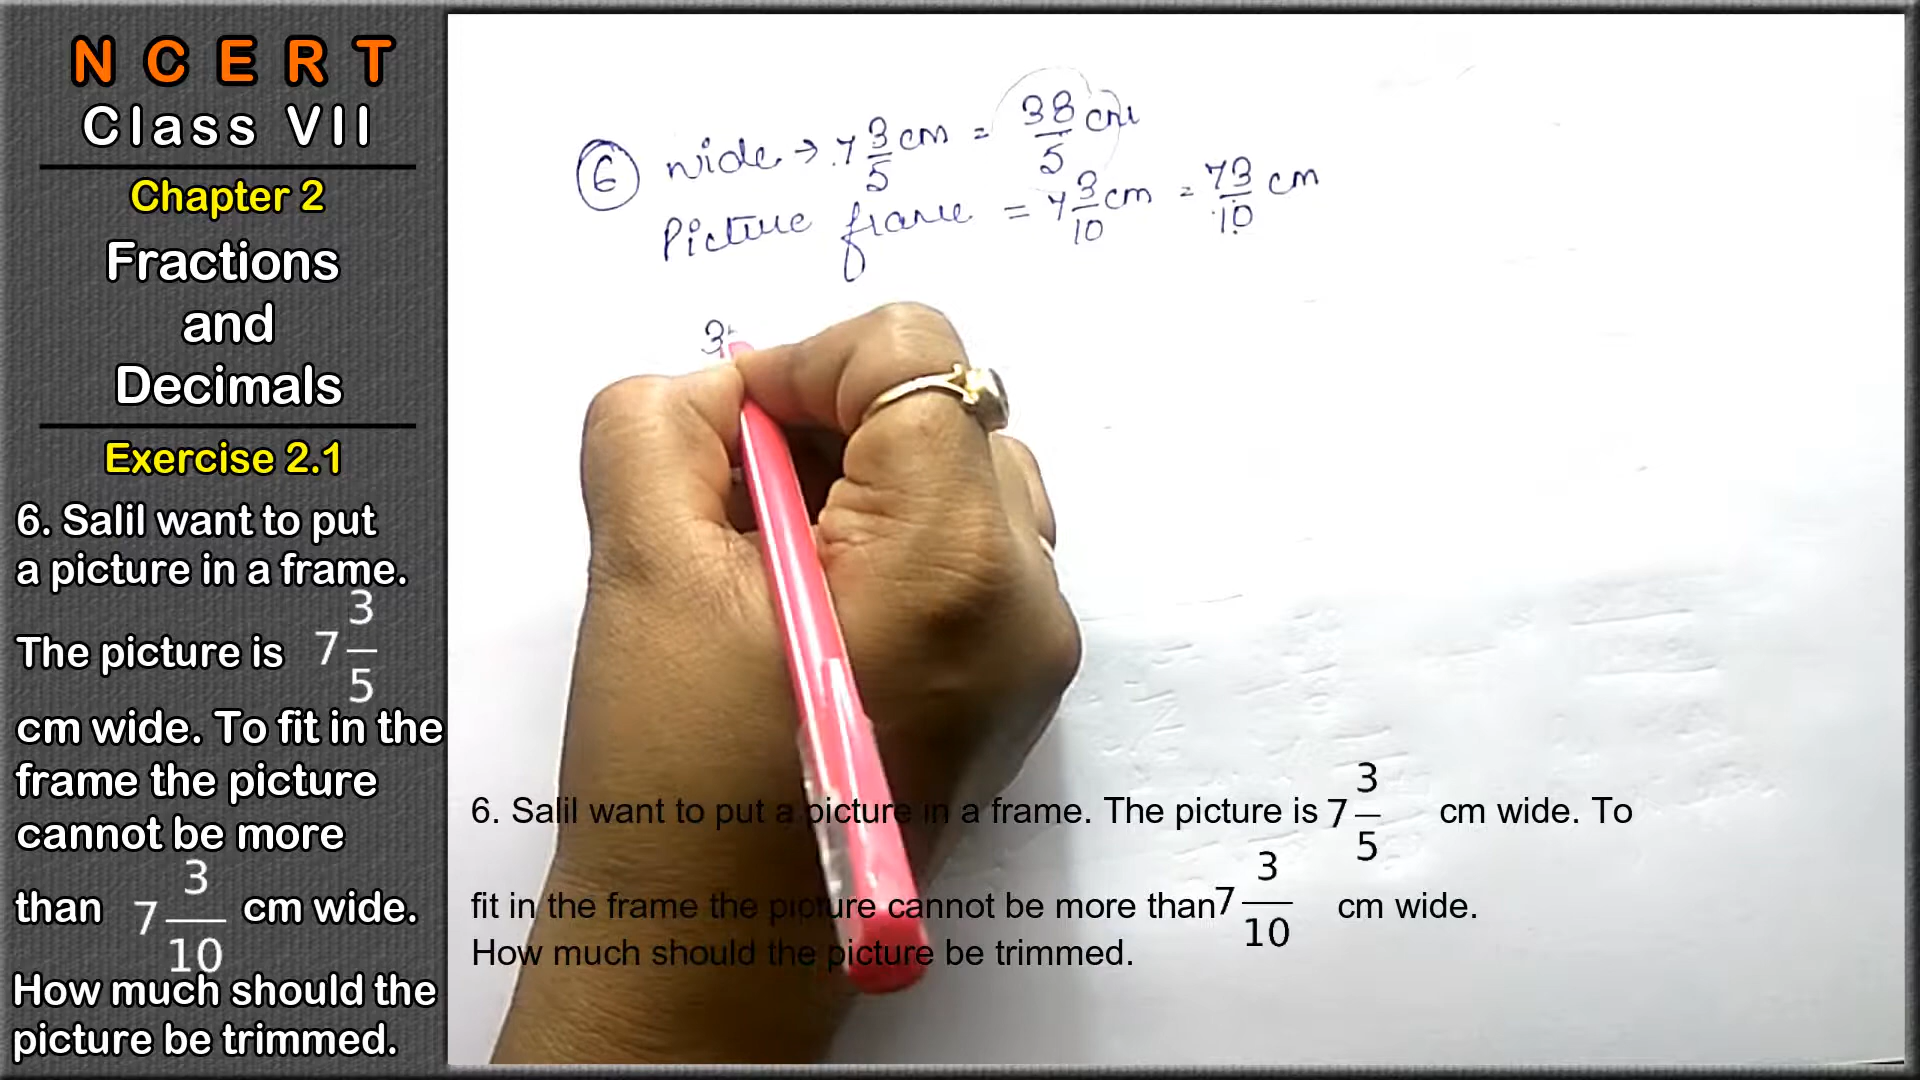 N C E R T
Class VII
Chapter 2
Fractions
and
Decimals
Exercise 2.1
6. Salil want to put
a picture in a frame.
The picture is 7 3/5
cm wide. To fit in the
frame the picture
cannot be more
than 7 3/10 cm wide.
How much should the
picture be trimmed.
6 wide → 7 3/5 cm = 38/5 cm
Picture frame = 7 3/10 cm = 73/10 cm
3
6. Salil want to put a picture in a frame. The picture is 7 3/5 cm wide. To
fit in the frame the picture cannot be more than 7 3/10 cm wide.
How much should the picture be trimmed.